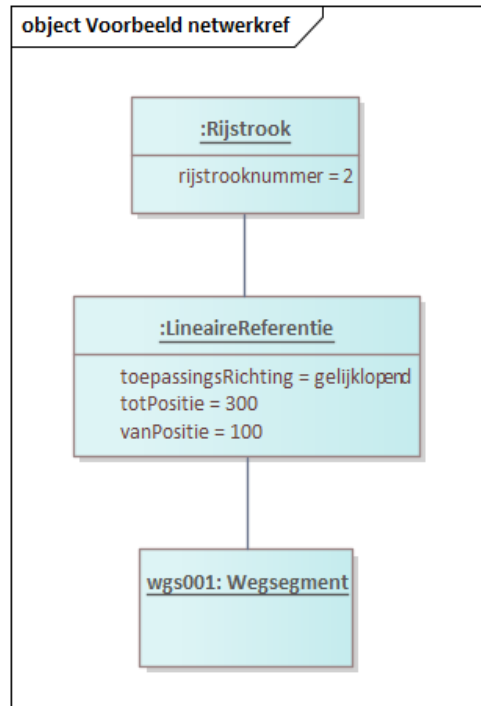 object Voorbeeld netwerkref
:Rijstrook
rijstrooknummer = 2
:LineaireReferentie
toepassingsRichting = gelijklopend
totPositie = 300
vanPositie = 100
wgs001: Wegsegment